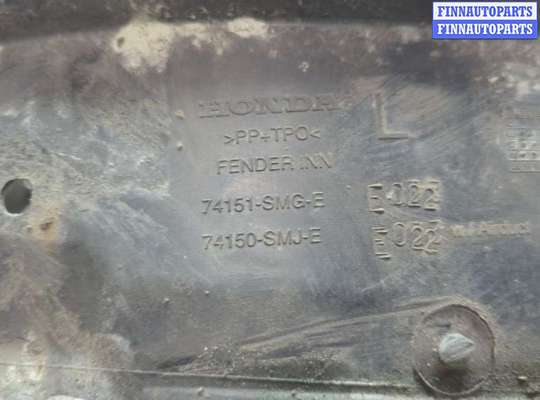 FINNAUTOPARTS
FINNAUTOPARTS
HONDA L
>PP+TPO<
FENDER INN
74151-SMG-E E022
74150-SMJ-E E022